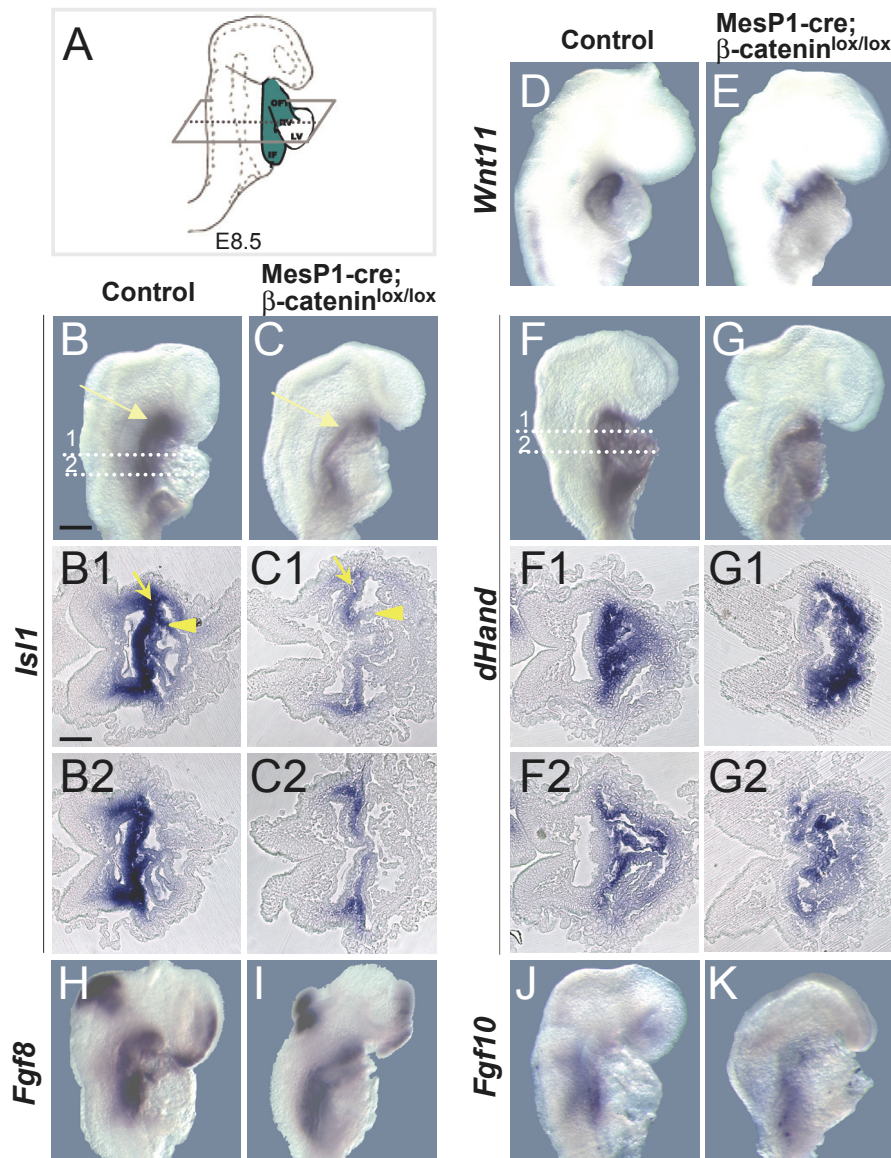 A
OFT
RV
LV
IF
E8.5
Control
MesP1-cre;
β-catenin^lox/lox
D
E
Wnt11
Control
MesP1-cre;
β-catenin^lox/lox
B
C
1
2
F
G
1
2
B1
C1
F1
G1
Isl1
dHand
B2
C2
F2
G2
H
I
J
K
Fgf8
Fgf10